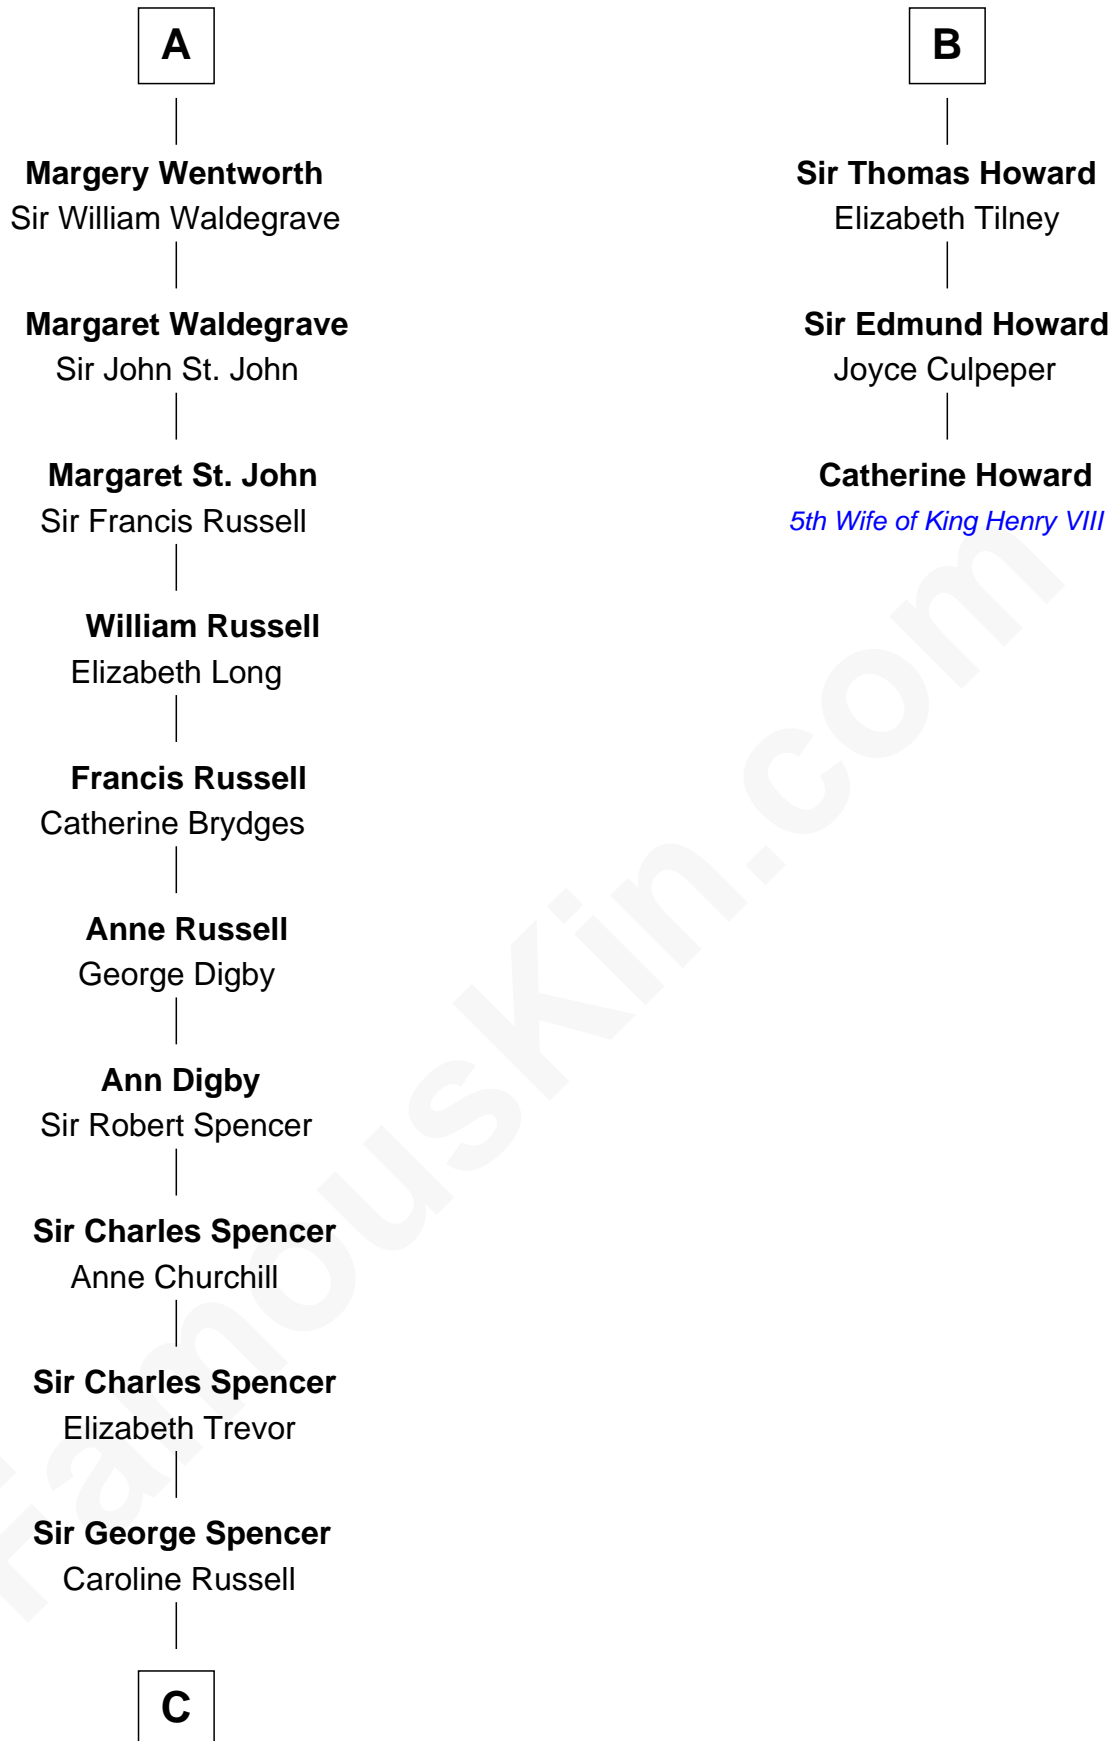 A
Margery Wentworth
Sir William Waldegrave
Margaret Waldegrave
Sir John St. John
Margaret St. John
Sir Francis Russell
William Russell
Elizabeth Long
Francis Russell
Catherine Brydges
Anne Russell
George Digby
Ann Digby
Sir Robert Spencer
Sir Charles Spencer
Anne Churchill
Sir Charles Spencer
Elizabeth Trevor
Sir George Spencer
Caroline Russell
C
B
Sir Thomas Howard
Elizabeth Tilney
Sir Edmund Howard
Joyce Culpeper
Catherine Howard
5th Wife of King Henry VIII
FamousKin.com